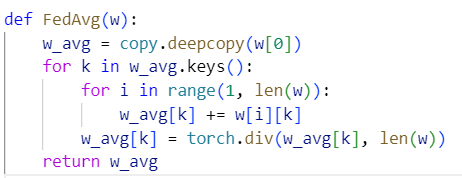 def FedAvg(w):
    w_avg = copy.deepcopy(w[0])
    for k in w_avg.keys():
        for i in range(1, len(w)):
            w_avg[k] += w[i][k]
        w_avg[k] = torch.div(w_avg[k], len(w))
    return w_avg